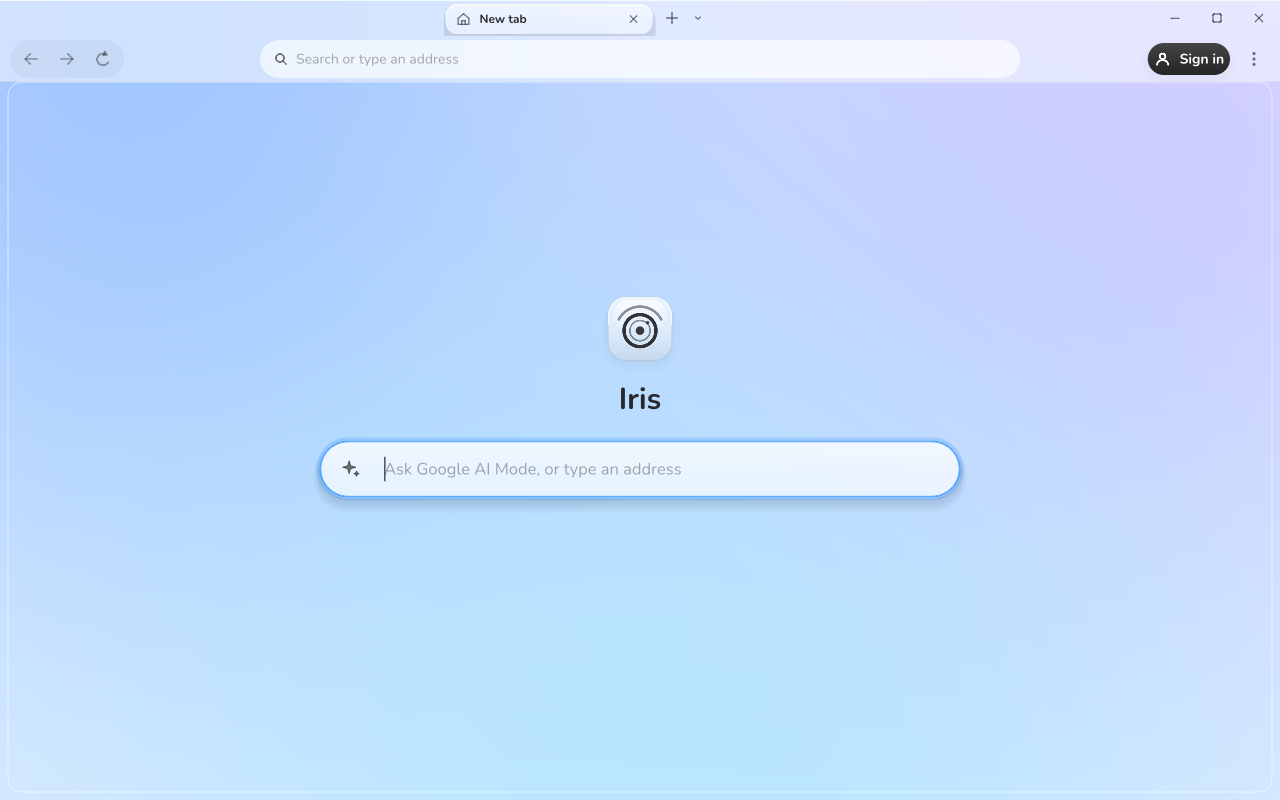 New tab
Search or type an address
Sign in
Iris
Ask Google AI Mode, or type an address